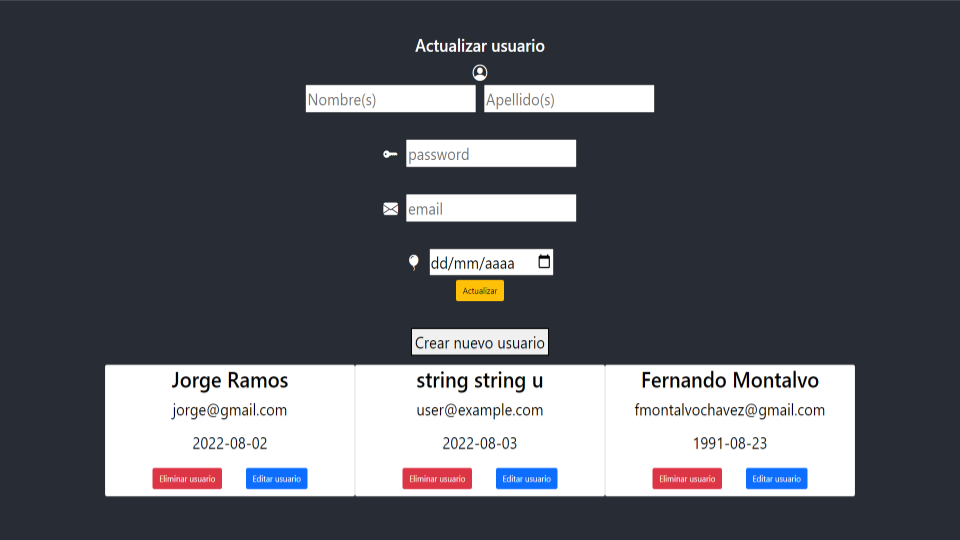 Actualizar usuario
Nombre(s) Apellido(s)
password
email
dd/mm/aaaa
Actualizar
Crear nuevo usuario
Jorge Ramos
jorge@gmail.com
2022-08-02
Eliminar usuario Editar usuario
string string u
user@example.com
2022-08-03
Eliminar usuario Editar usuario
Fernando Montalvo
fmontalvochavez@gmail.com
1991-08-23
Eliminar usuario Editar usuario